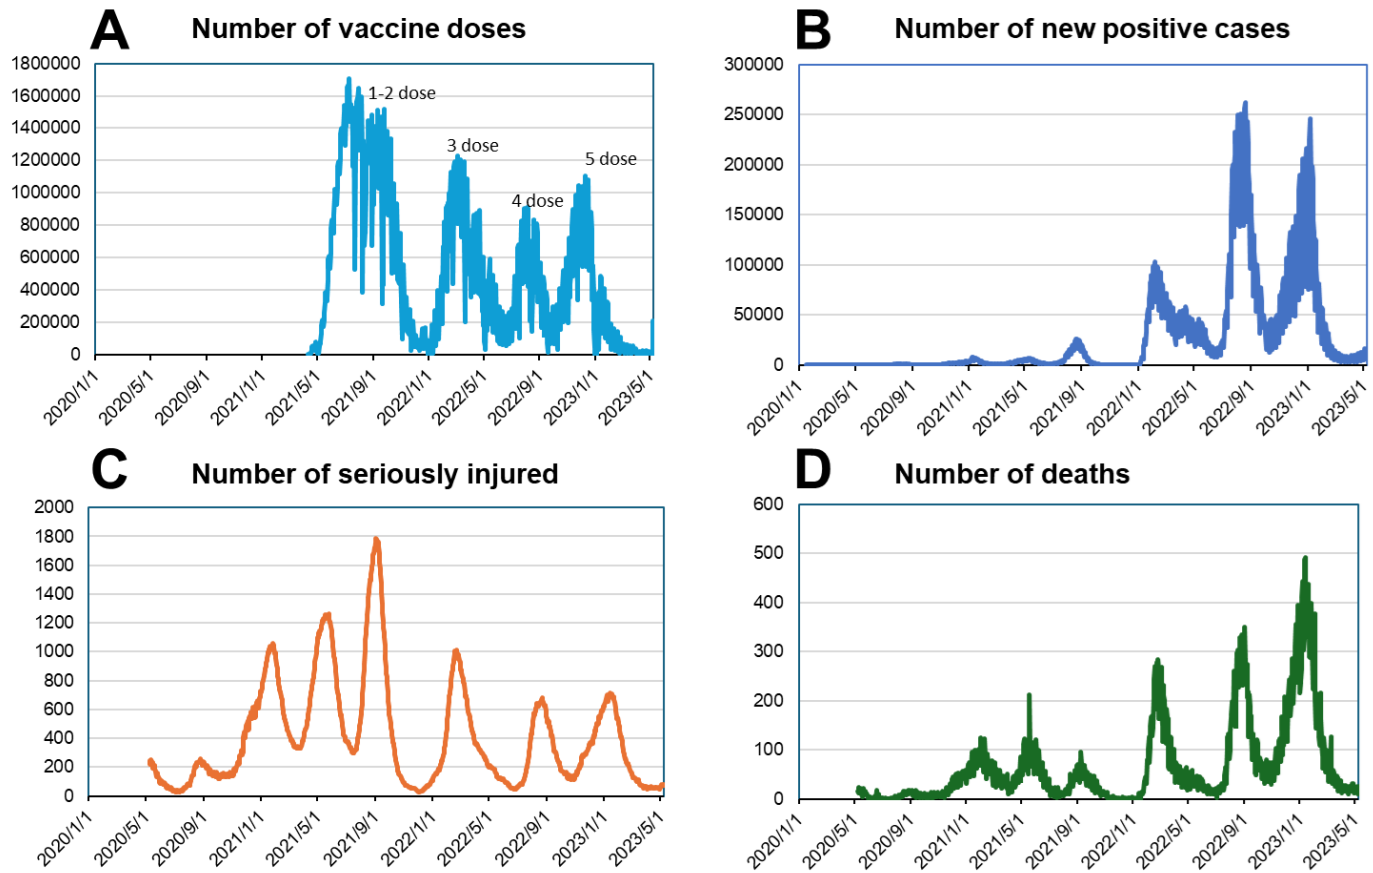 A Number of vaccine doses
1800000
1600000
1400000
1200000
1000000
800000
600000
400000
200000
0
1-2 dose
3 dose
4 dose
5 dose
2020/1/1 2020/5/1 2020/9/1 2021/1/1 2021/5/1 2021/9/1 2022/1/1 2022/5/1 2022/9/1 2023/1/1 2023/5/1
B Number of new positive cases
300000
250000
200000
150000
100000
50000
0
2020/1/1 2020/5/1 2020/9/1 2021/1/1 2021/5/1 2021/9/1 2022/1/1 2022/5/1 2022/9/1 2023/1/1 2023/5/1
C Number of seriously injured
2000
1800
1600
1400
1200
1000
800
600
400
200
0
2020/1/1 2020/5/1 2020/9/1 2021/1/1 2021/5/1 2021/9/1 2022/1/1 2022/5/1 2022/9/1 2023/1/1 2023/5/1
D Number of deaths
600
500
400
300
200
100
0
2020/1/1 2020/5/1 2020/9/1 2021/1/1 2021/5/1 2021/9/1 2022/1/1 2022/5/1 2022/9/1 2023/1/1 2023/5/1